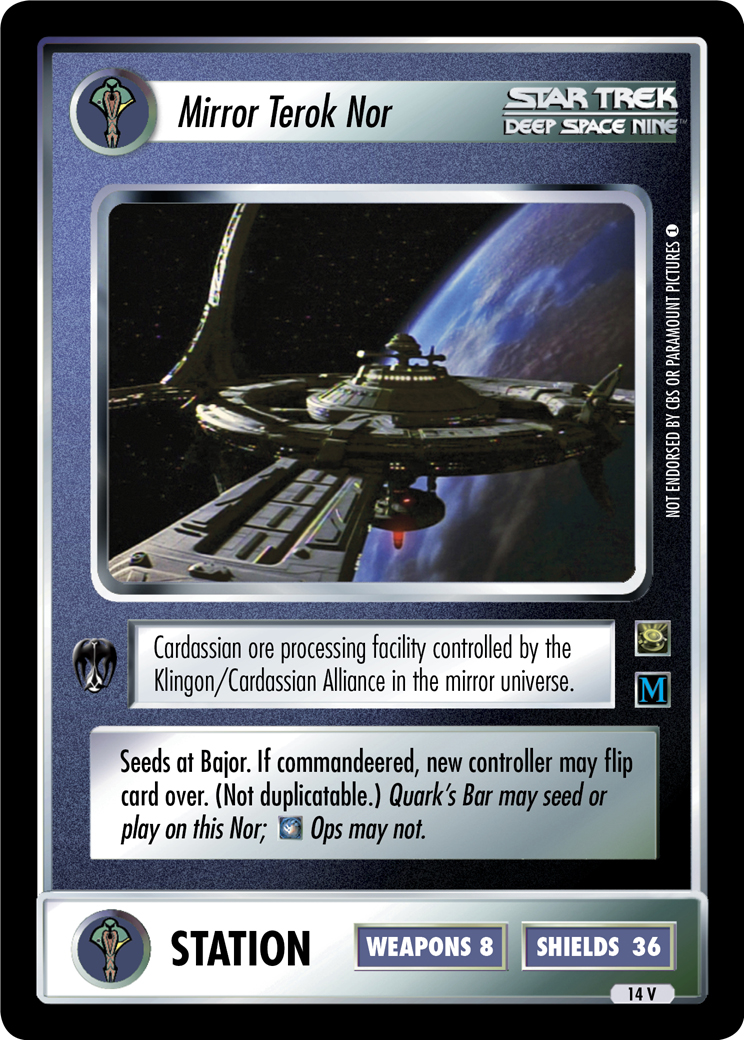 Mirror Terok Nor
STAR TREK
DEEP SPACE NINE™
NOT ENDORSED BY CBS OR PARAMOUNT PICTURES 1
Cardassian ore processing facility controlled by the
Klingon/Cardassian Alliance in the mirror universe.
M
Seeds at Bajor. If commandeered, new controller may flip
card over. (Not duplicatable.) Quark's Bar may seed or
play on this Nor; Ops may not.
STATION
WEAPONS 8
SHIELDS 36
14 V